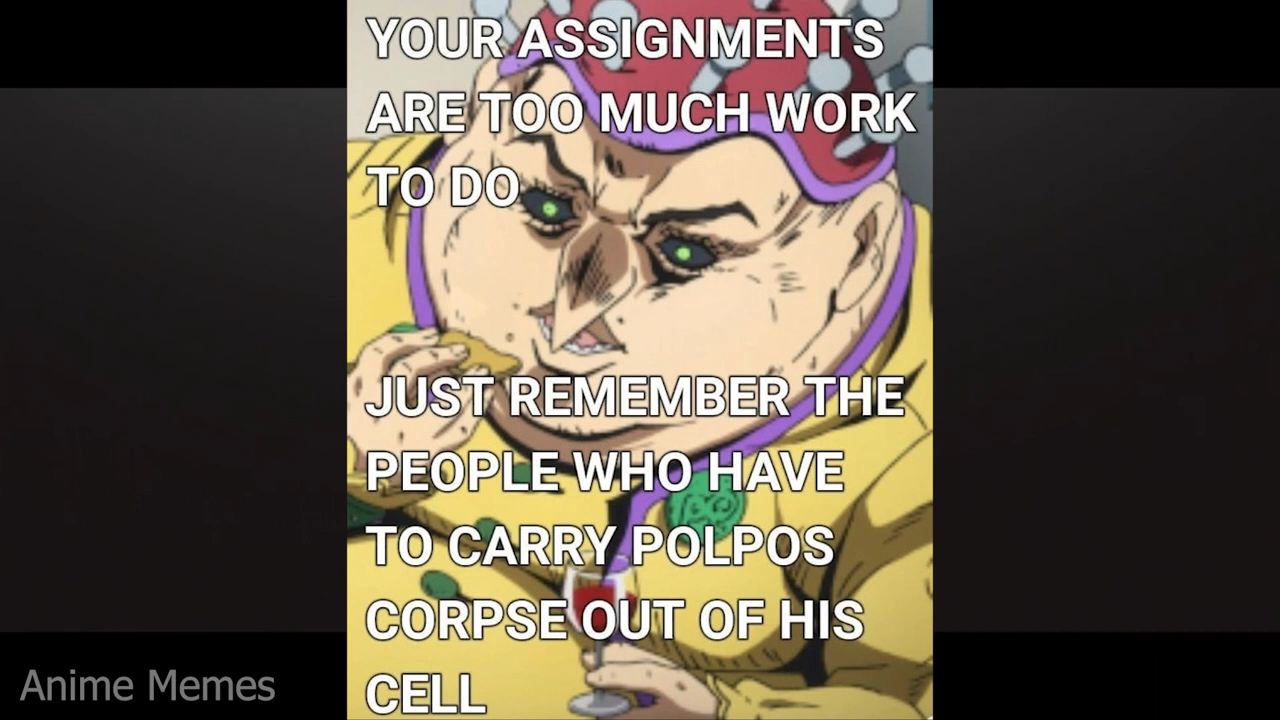 YOUR ASSIGNMENTS
ARE TOO MUCH WORK
TO DO
JUST REMEMBER THE
PEOPLE WHO HAVE
TO CARRY POLPOS
CORPSE OUT OF HIS
CELL
Anime Memes